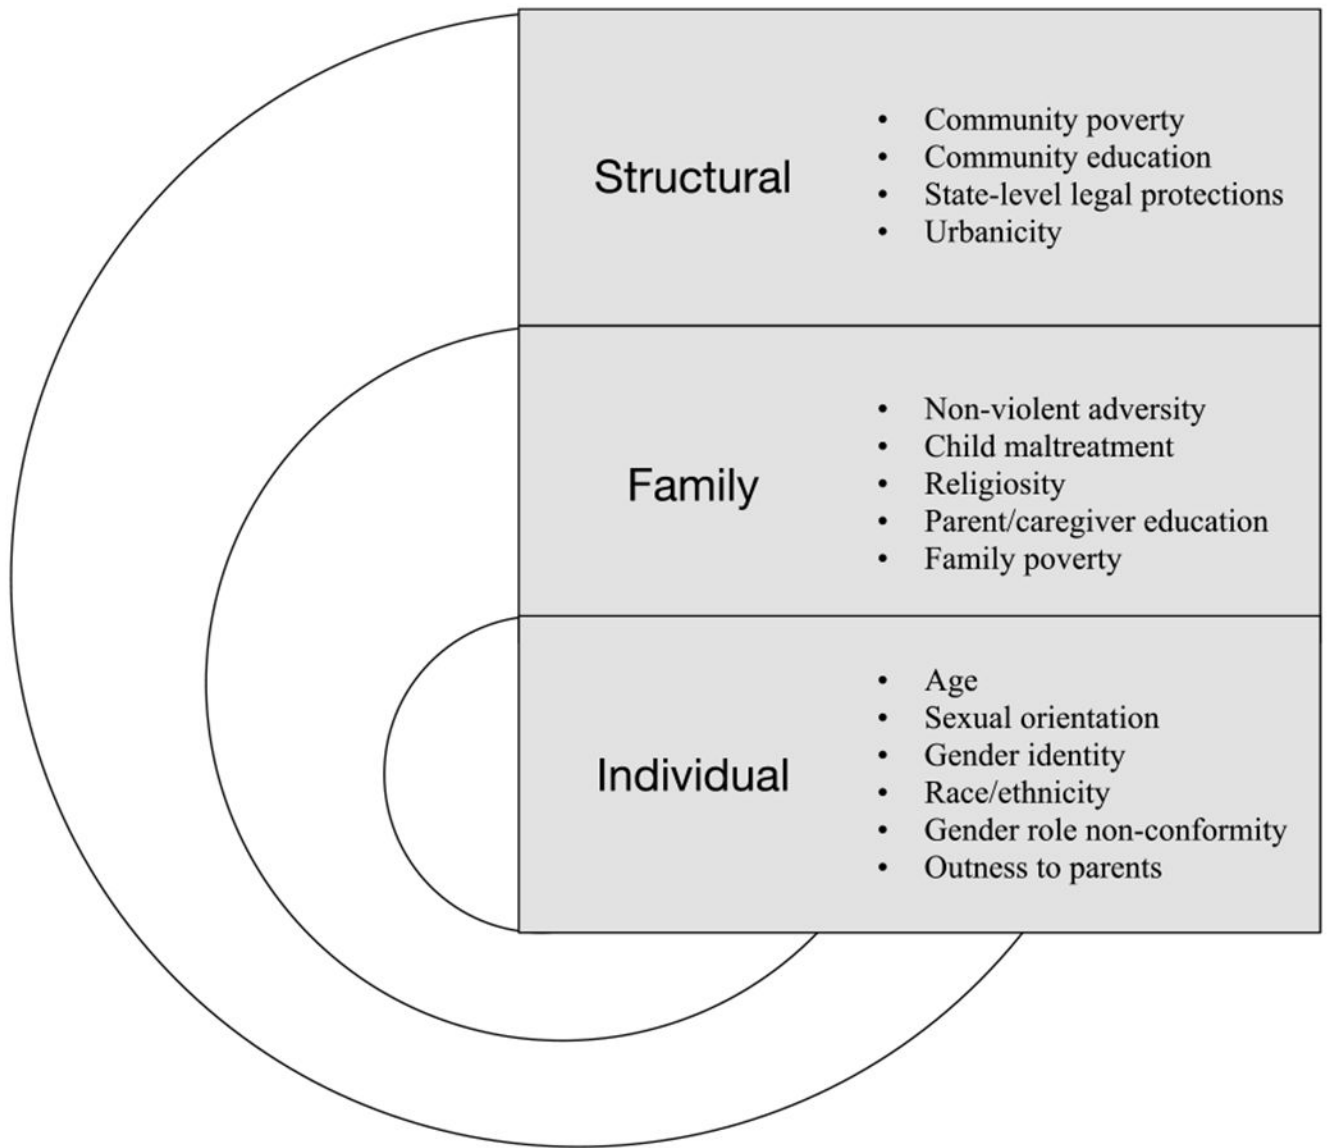 Structural
• Community poverty
• Community education
• State-level legal protections
• Urbanicity
Family
• Non-violent adversity
• Child maltreatment
• Religiosity
• Parent/caregiver education
• Family poverty
Individual
• Age
• Sexual orientation
• Gender identity
• Race/ethnicity
• Gender role non-conformity
• Outness to parents